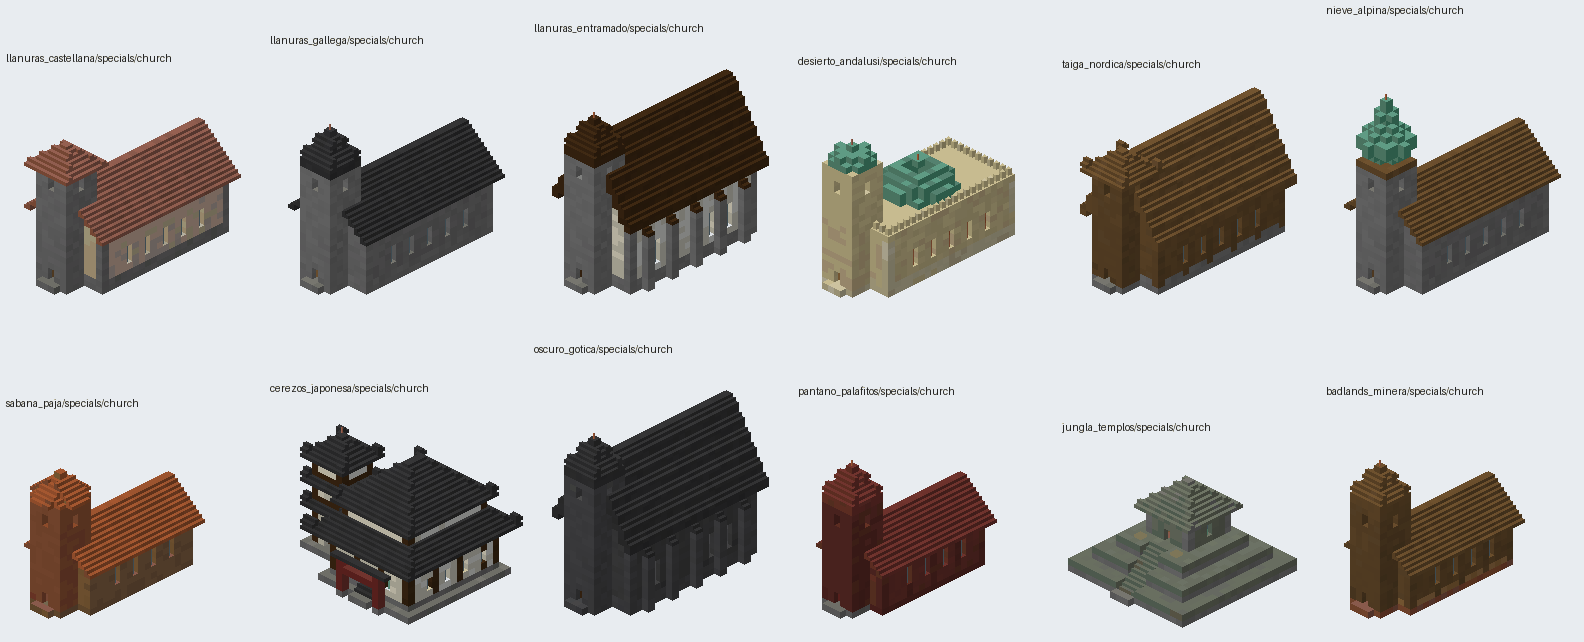 llanuras_castellana/specials/church
llanuras_gallega/specials/church
llanuras_entramado/specials/church
desierto_andalusi/specials/church
taiga_nordica/specials/church
nieve_alpina/specials/church
sabana_paja/specials/church
cerezos_japonesa/specials/church
oscuro_gotica/specials/church
pantano_palafitos/specials/church
jungla_templos/specials/church
badlands_minera/specials/church